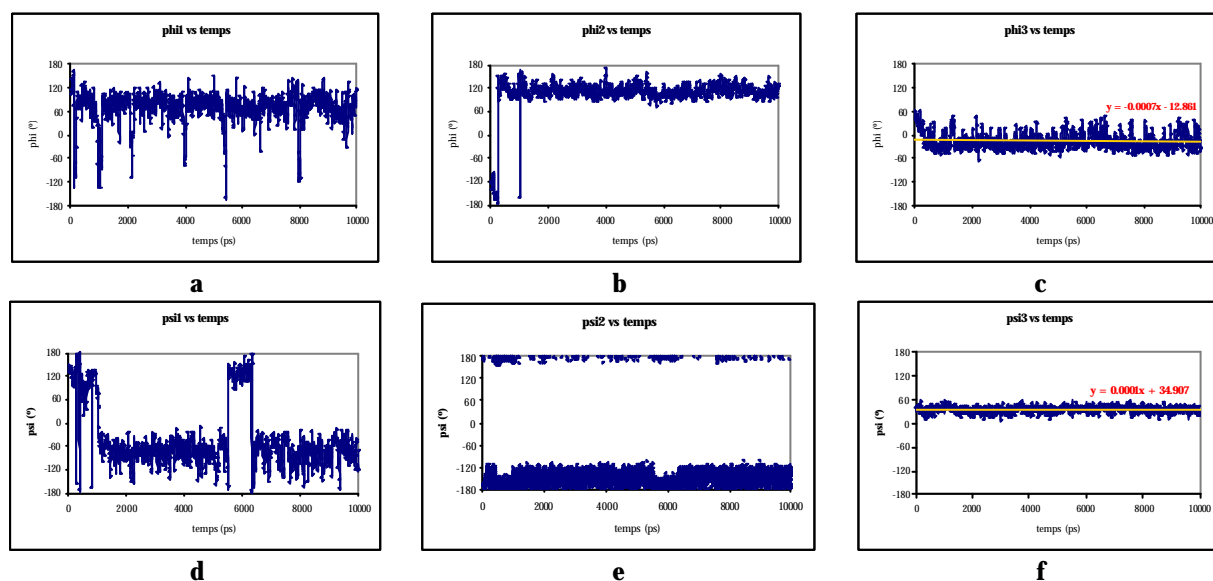 phi1 vs temps
phi2 vs temps
phi3 vs temps
180
120
60
0
-60
-120
-180
phi (°)
0 2000 4000 6000 8000 10000
temps (ps)
180
120
60
0
-60
-120
-180
phi (°)
0 2000 4000 6000 8000 10000
temps (ps)
180
120
60
0
-60
-120
-180
phi (°)
y = -0.0007x - 12.861
0 2000 4000 6000 8000 10000
temps (ps)
a b c
psi1 vs temps
psi2 vs temps
psi3 vs temps
180
120
60
0
-60
-120
-180
psi (°)
0 2000 4000 6000 8000 10000
temps (ps)
180
120
60
0
-60
-120
-180
psi (°)
0 2000 4000 6000 8000 10000
temps (ps)
180
120
60
0
-60
-120
-180
psi (°)
y = 0.0001x + 34.907
0 2000 4000 6000 8000 10000
temps (ps)
d e f